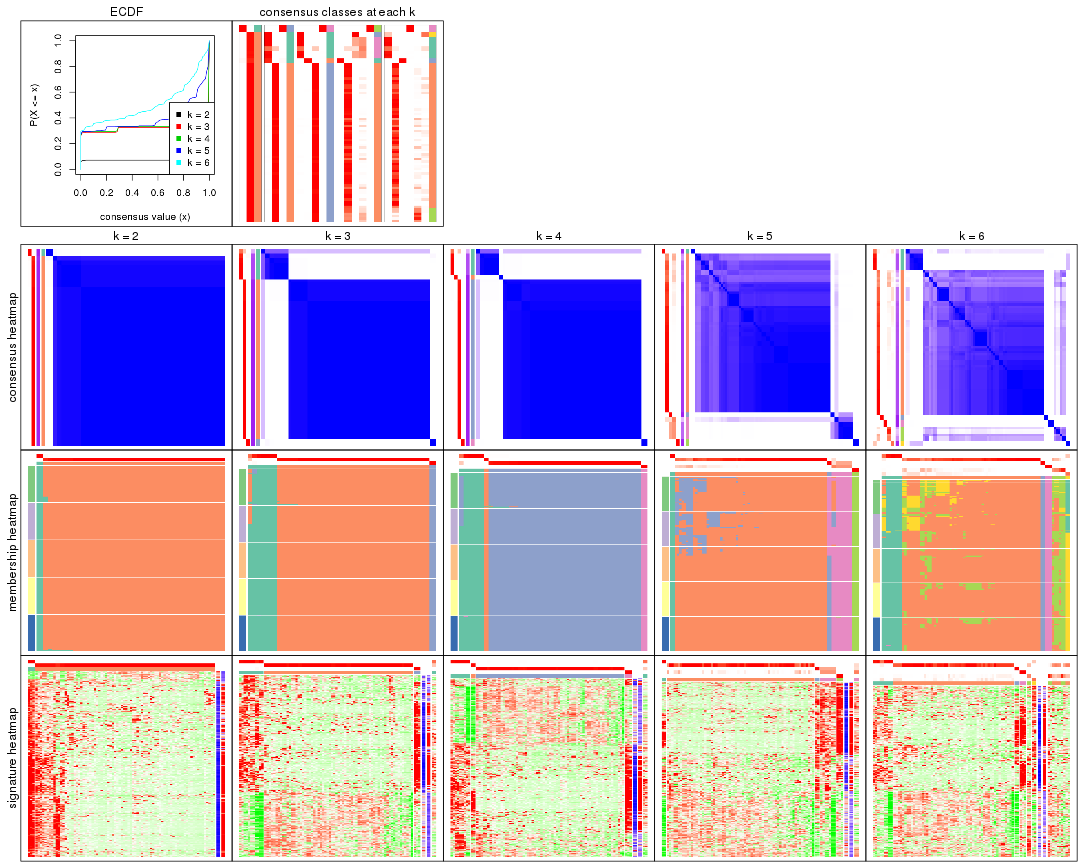 ECDF
consensus classes at each k
P(X <= x)
0.0 0.2 0.4 0.6 0.8 1.0
k = 2
k = 3
k = 4
k = 5
k = 6
0.0 0.2 0.4 0.6 0.8 1.0
consensus value (x)
k = 2
k = 3
k = 4
k = 5
k = 6
consensus heatmap
membership heatmap
signature heatmap